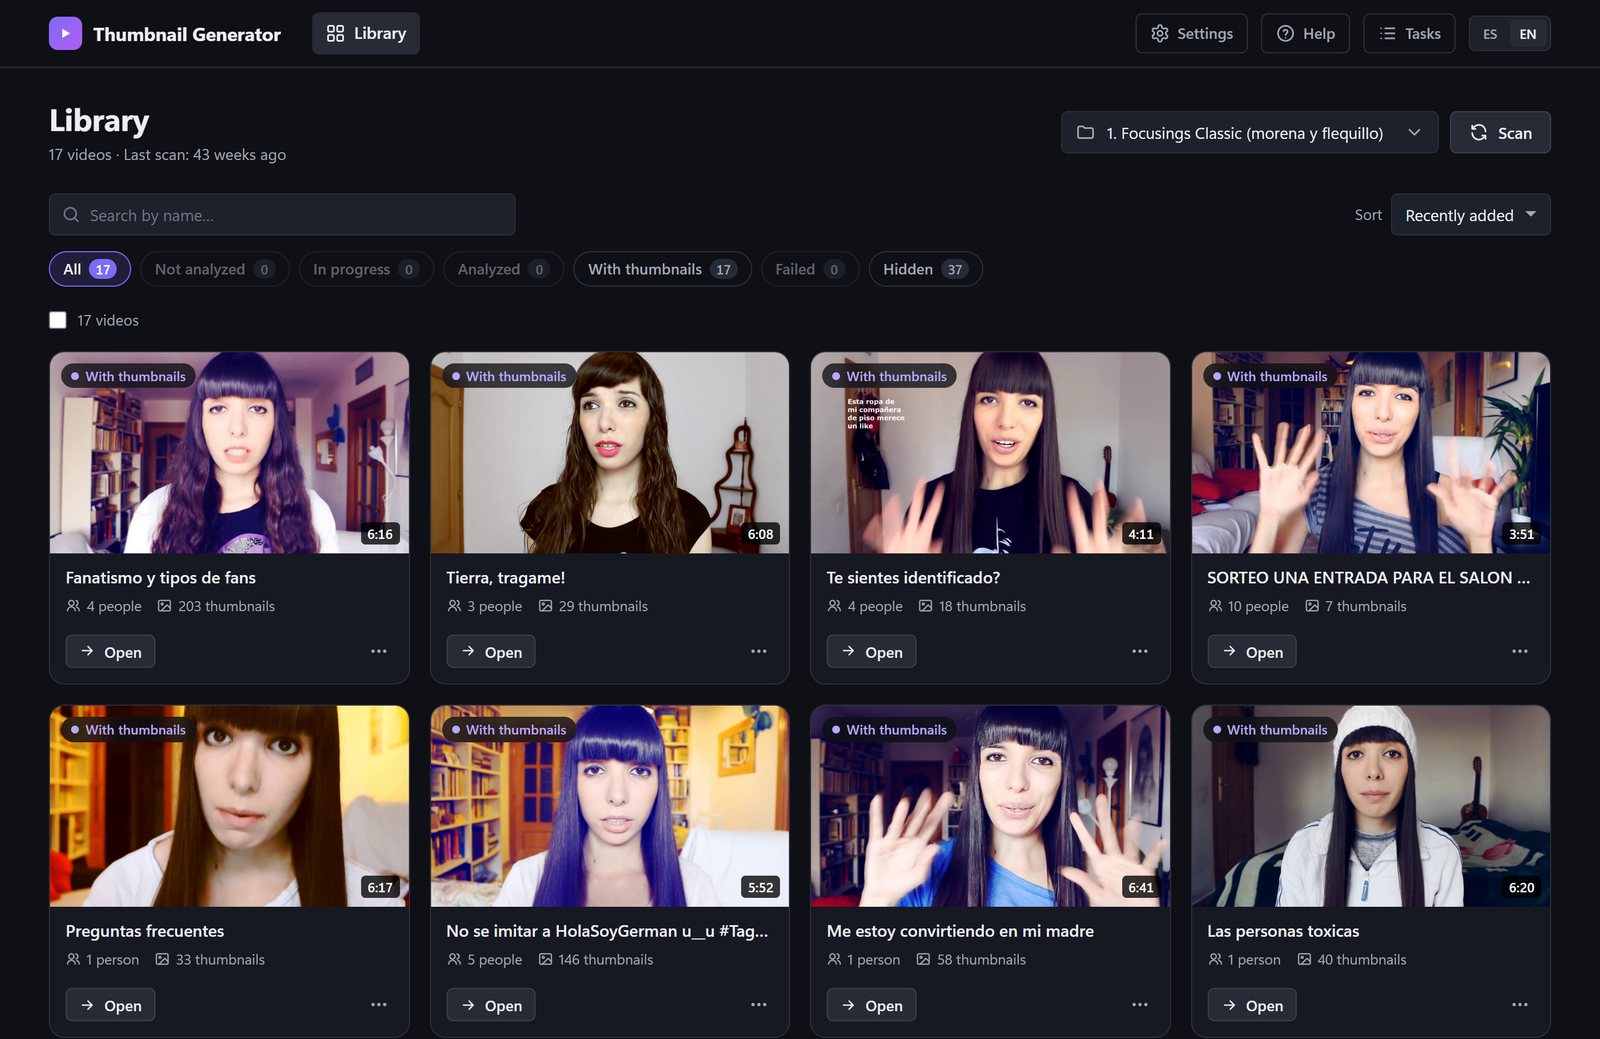 Thumbnail Generator
Library
Settings
Help
Tasks
ES
EN
Library
17 videos · Last scan: 43 weeks ago
1. Focusings Classic (morena y flequillo)
Scan
Search by name...
Sort
Recently added
All 17
Not analyzed 0
In progress 0
Analyzed 0
With thumbnails 17
Failed 0
Hidden 37
17 videos
With thumbnails
6:16
Fanatismo y tipos de fans
4 people
203 thumbnails
Open
With thumbnails
6:08
Tierra, tragame!
3 people
29 thumbnails
Open
With thumbnails
Esta ropa de
mi compañera
de piso merece
un like
4:11
Te sientes identificado?
4 people
18 thumbnails
Open
With thumbnails
3:51
SORTEO UNA ENTRADA PARA EL SALON ...
10 people
7 thumbnails
Open
With thumbnails
6:17
Preguntas frecuentes
1 person
33 thumbnails
Open
With thumbnails
5:52
No se imitar a HolaSoyGerman u__u #Tag...
5 people
146 thumbnails
Open
With thumbnails
6:41
Me estoy convirtiendo en mi madre
1 person
58 thumbnails
Open
With thumbnails
6:20
Las personas toxicas
1 person
40 thumbnails
Open